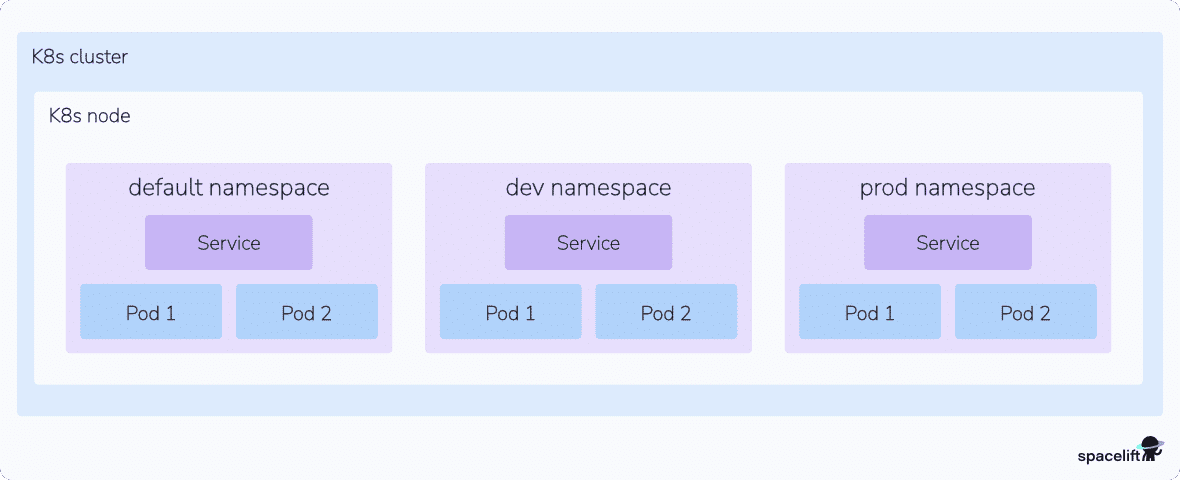 K8s cluster
K8s node
default namespace
Service
Pod 1
Pod 2
dev namespace
Service
Pod 1
Pod 2
prod namespace
Service
Pod 1
Pod 2
spacelift